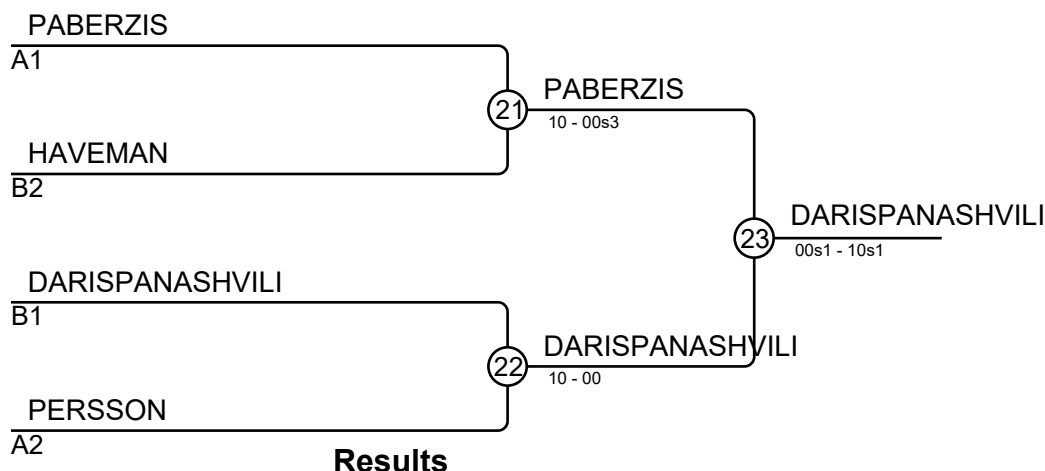 PABERZIS
A1
21
PABERZIS
10 - 00s3
HAVEMAN
B2
23
DARISPANASHVILI
00s1 - 10s1
DARISPANASHVILI
B1
22
DARISPANASHVILI
10 - 00
PERSSON
A2
Results